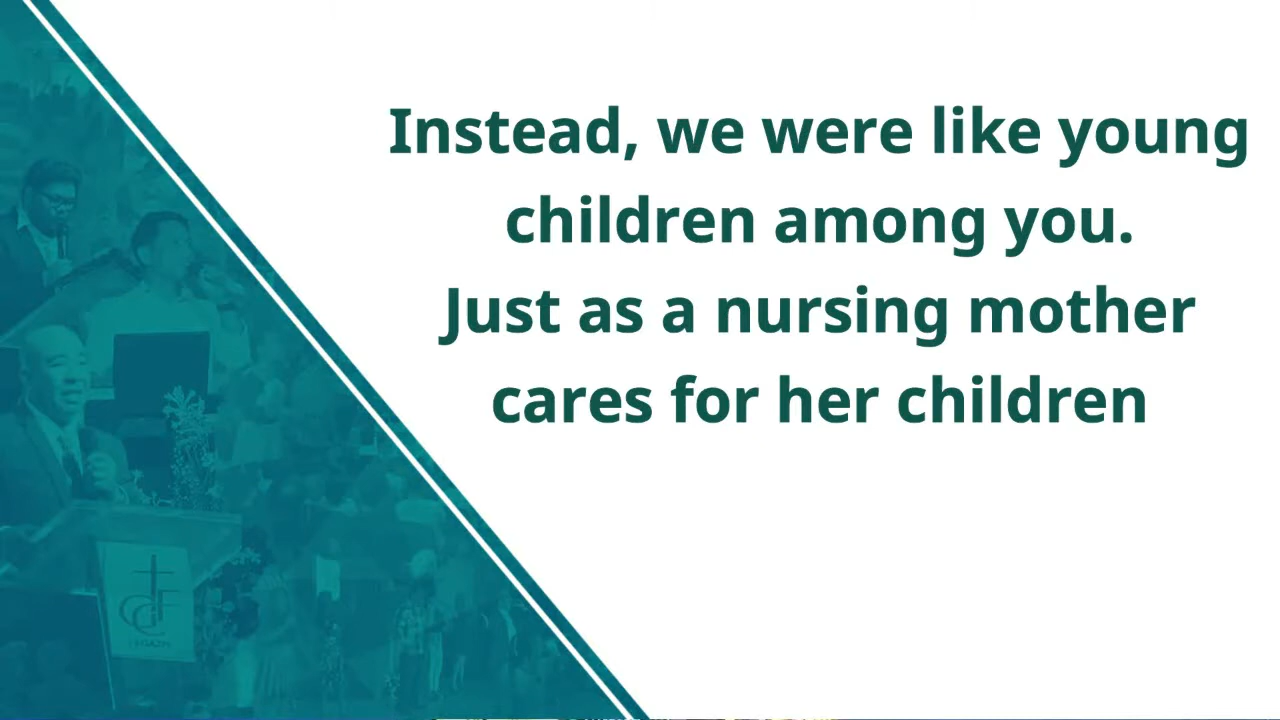 Instead, we were like young
children among you.
Just as a nursing mother
cares for her children